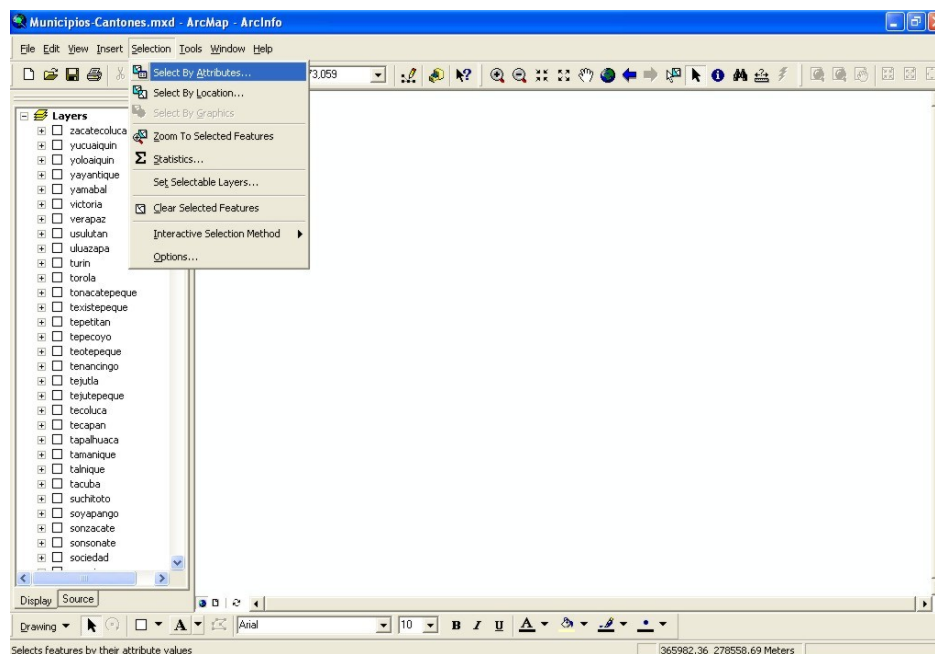 Municipios-Cantones.mxd - ArcMap - ArcInfo
File Edit View Insert Selection Tools Window Help
73,059
Select By Attributes...
Select By Location...
Select By Graphics
Zoom To Selected Features
Statistics...
Set Selectable Layers...
Clear Selected Features
Interactive Selection Method
Options...
Layers
zacatecoluca
yucuaiquin
yoloaiquin
yayantique
yamabal
victoria
verapaz
usulutan
uluazapa
turin
torola
tonacatepeque
texistepeque
tepetitan
tepecoyo
teotepeque
tenancingo
tejutla
tejutepeque
tecoluca
tecapan
tapalhuaca
tamanique
talnique
tacuba
suchitoto
soyapango
sonzacate
sonsonate
sociedad
Display Source
Drawing A Arial 10 B I U A
Selects features by their attribute values 365982.36 278558.69 Meters